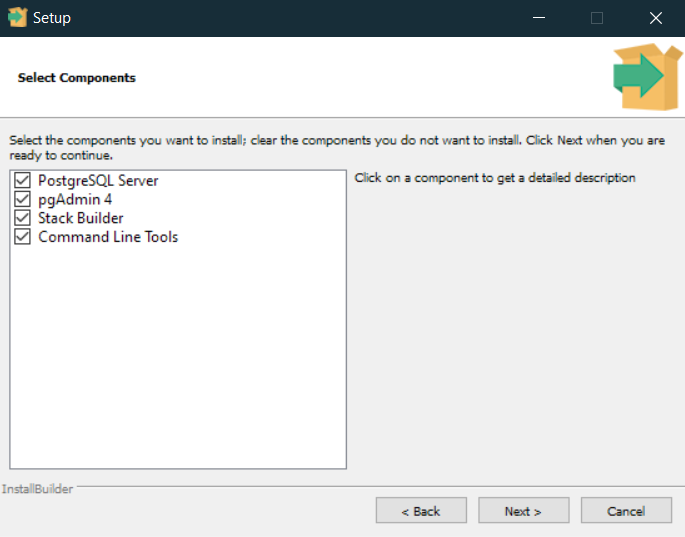 Setup
Select Components
Select the components you want to install; clear the components you do not want to install. Click Next when you are
ready to continue.
PostgreSQL Server
pgAdmin 4
Stack Builder
Command Line Tools
Click on a component to get a detailed description
InstallBuilder
< Back
Next >
Cancel